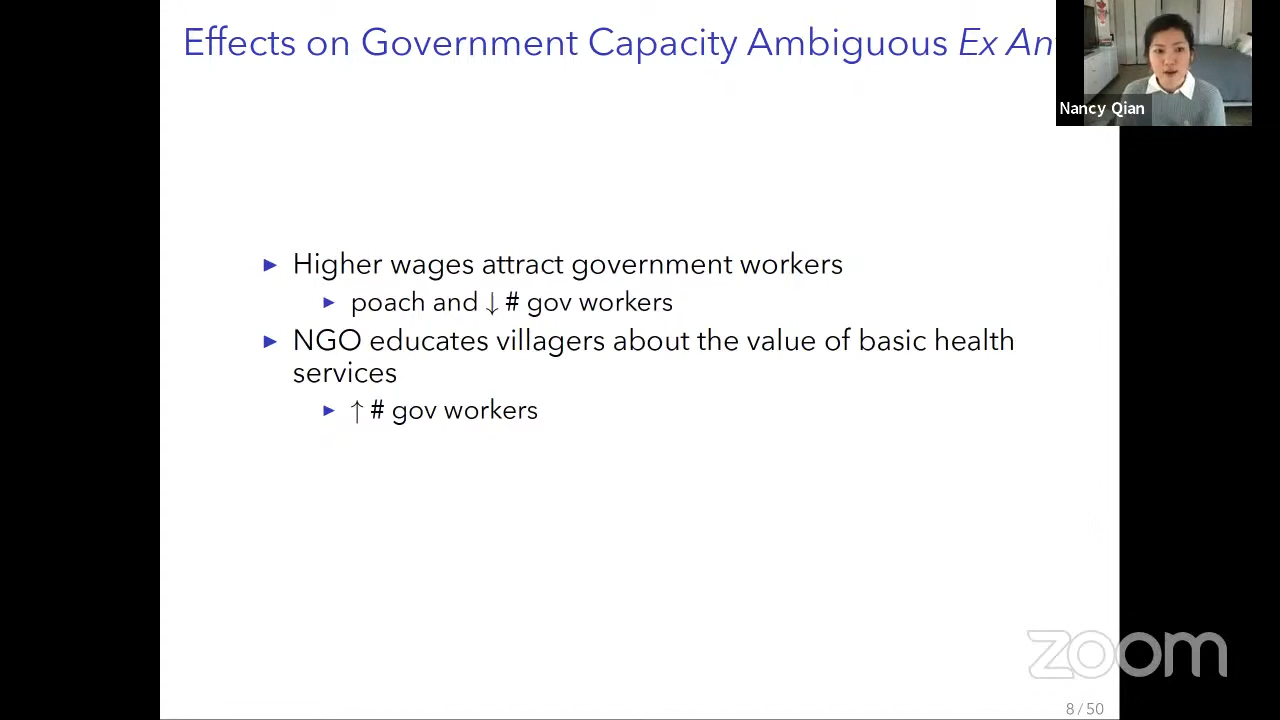 Effects on Government Capacity Ambiguous Ex An
Nancy Qian
▶ Higher wages attract government workers
▶ poach and ↓ # gov workers
▶ NGO educates villagers about the value of basic health
services
▶ ↑ # gov workers
zoom
8 / 50